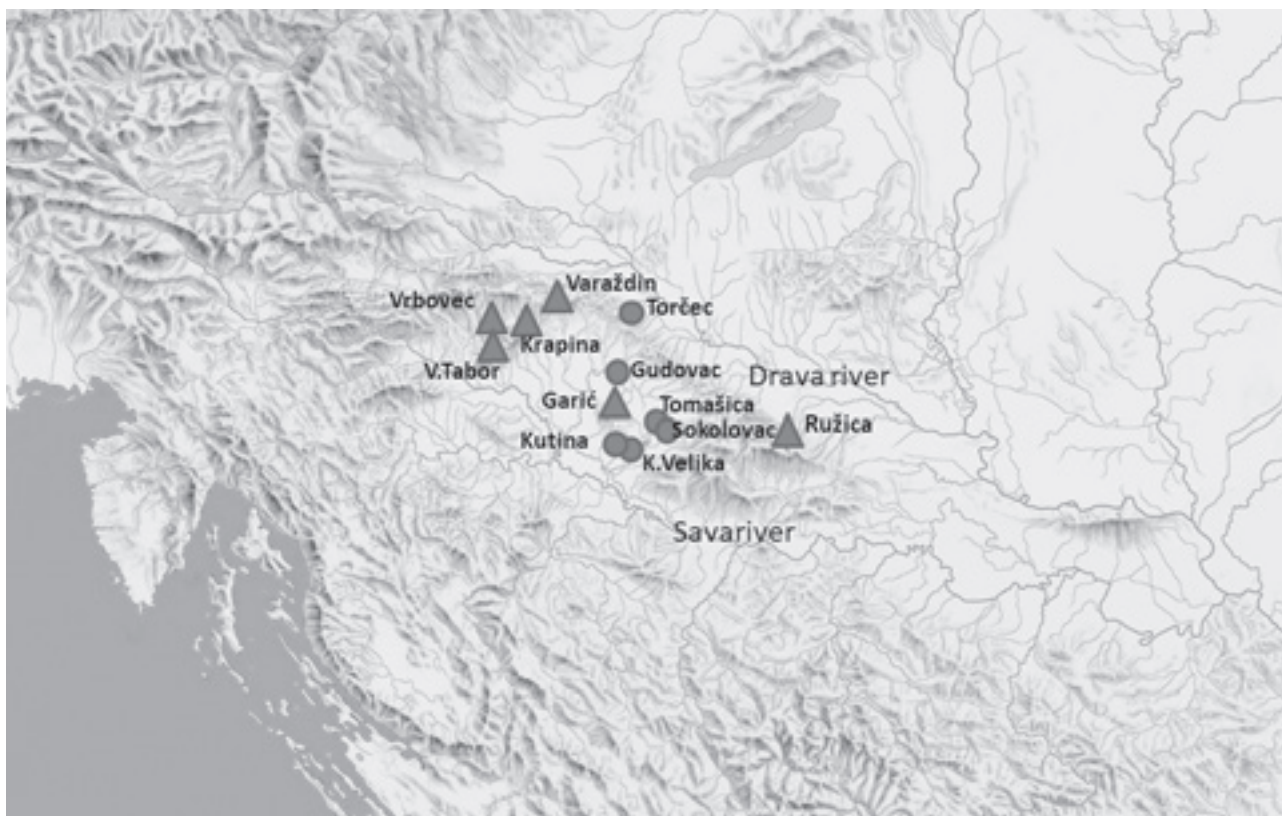 Varaždin
Vrbovec
Torčec
Krapina
V.Tabor
Gudovac
Drava river
Garić
Tomašica
Ružica
Sokolovac
Kutina
K.Velika
Savariver